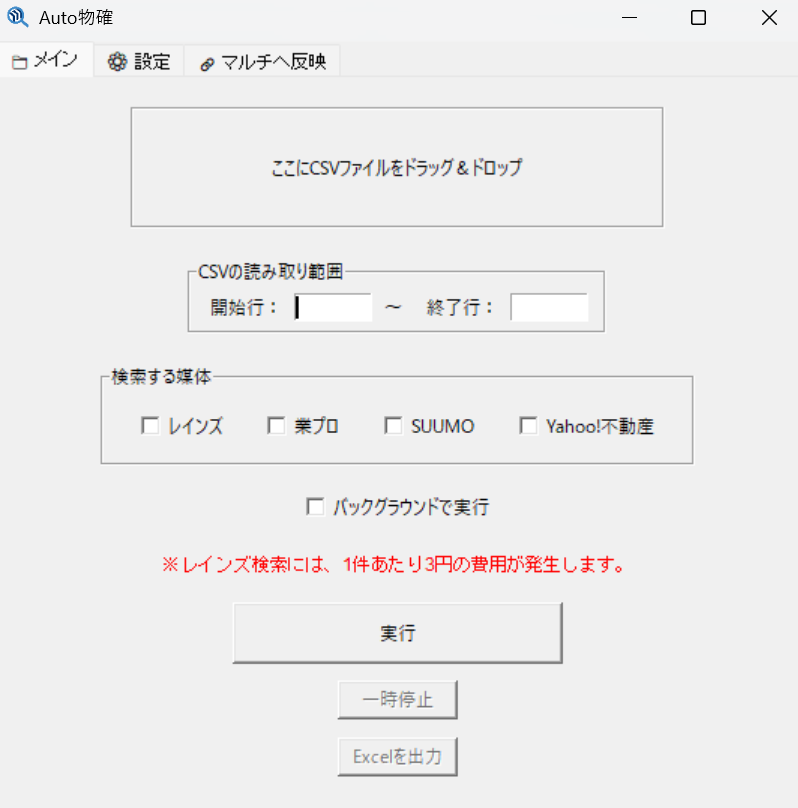 Auto物確
メイン 設定 マルチへ反映
ここにCSVファイルをドラッグ＆ドロップ
CSVの読み取り範囲
開始行： ～ 終了行：
検索する媒体
レインズ 業プロ SUUMO Yahoo!不動産
バックグラウンドで実行
※レインズ検索には、1件あたり3円の費用が発生します。
実行
一時停止
Excelを出力